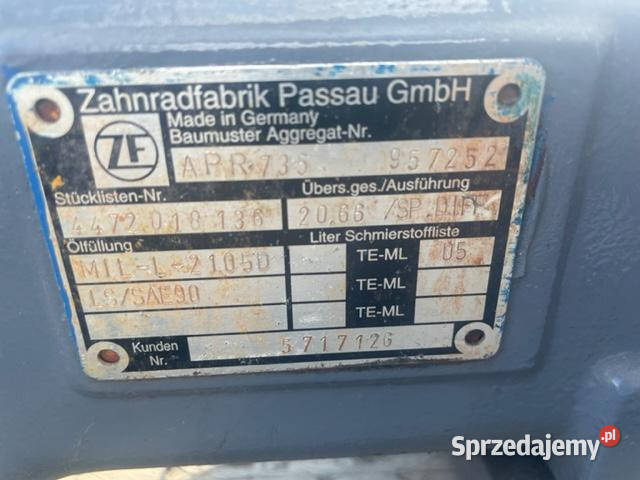 Zahnradfabrik Passau GmbH
Made in Germany
Baumuster Aggregat-Nr.
ZF
APR-735 957252
Stücklisten-Nr. Übers.ges./Ausführung
4472 018 136 20,66 /SP.DIFF
Ölfüllung Liter Schmierstoffliste
MIL-L-2105D TE-ML 05
LS/SAE90 TE-ML
TE-ML
Kunden Nr. 5717126
Sprzedajemy.pl